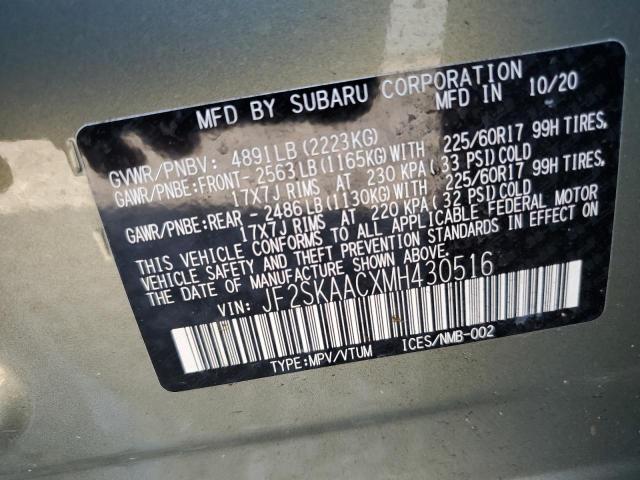 MFD BY SUBARU CORPORATION
MFD IN 10/20
GVWR/PNBV: 4891LB (2223KG)
GAWR/PNBE:FRONT- 2563LB (1165KG) WITH 225/60R17 99H TIRES,
17X7J RIMS AT 230 KPA (33 PSI) COLD
GAWR/PNBE:REAR - 2486LB (1130KG) WITH 225/60R17 99H TIRES,
17X7J RIMS AT 220 KPA (32 PSI) COLD
THIS VEHICLE CONFORMS TO ALL APPLICABLE FEDERAL MOTOR
VEHICLE SAFETY AND THEFT PREVENTION STANDARDS IN EFFECT ON
THE DATE OF MANUFACTURE SHOWN ABOVE.
VIN: JF2SKAACXMH430516
TYPE:MPV/VTUM ICES/NMB-002